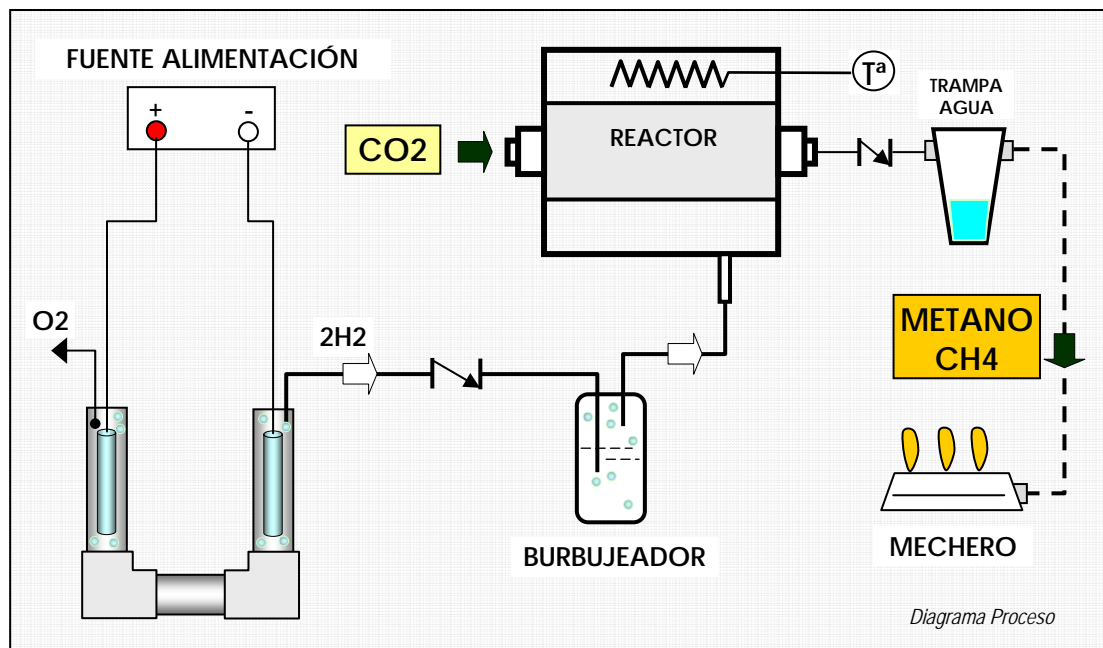 FUENTE ALIMENTACIÓN
+ -
Tª
TRAMPA
AGUA
CO2
REACTOR
O2
2H2
METANO
CH4
BURBUJEADOR
MECHERO
Diagrama Proceso